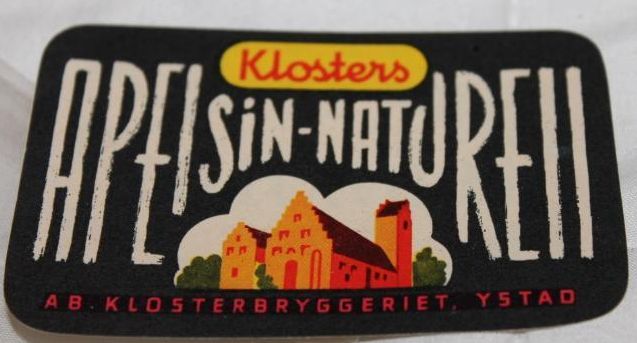 Klosters
APELSIN-NATURELL
AB. KLOSTERBRYGGERIET, YSTAD